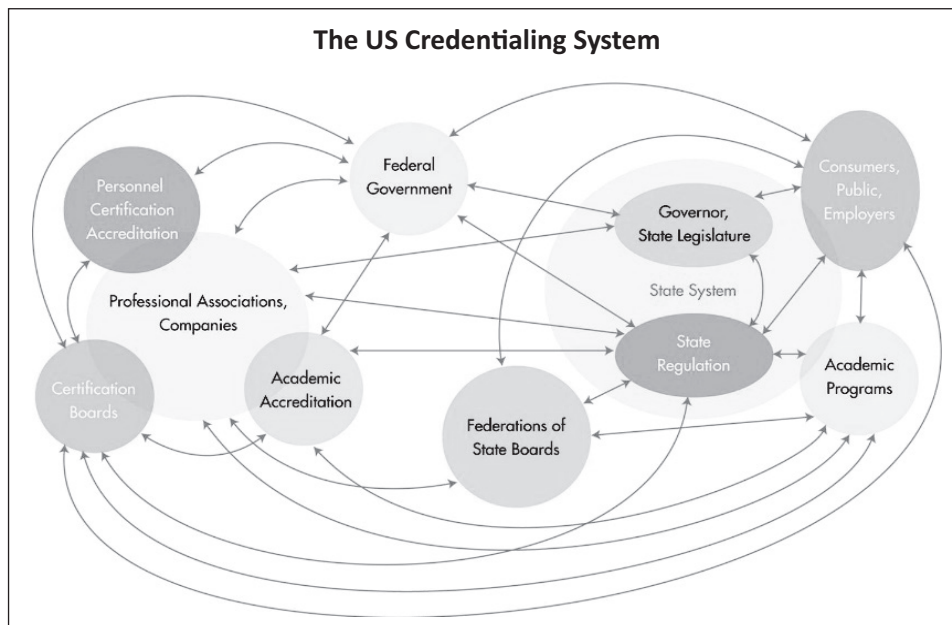 The US Credentialing System
Federal
Government
Consumers,
Public,
Employers
Personnel
Certification
Accreditation
Governor,
State Legislature
Professional Associations,
Companies
State System
State
Regulation
Certification
Boards
Academic
Accreditation
Academic
Programs
Federations of
State Boards